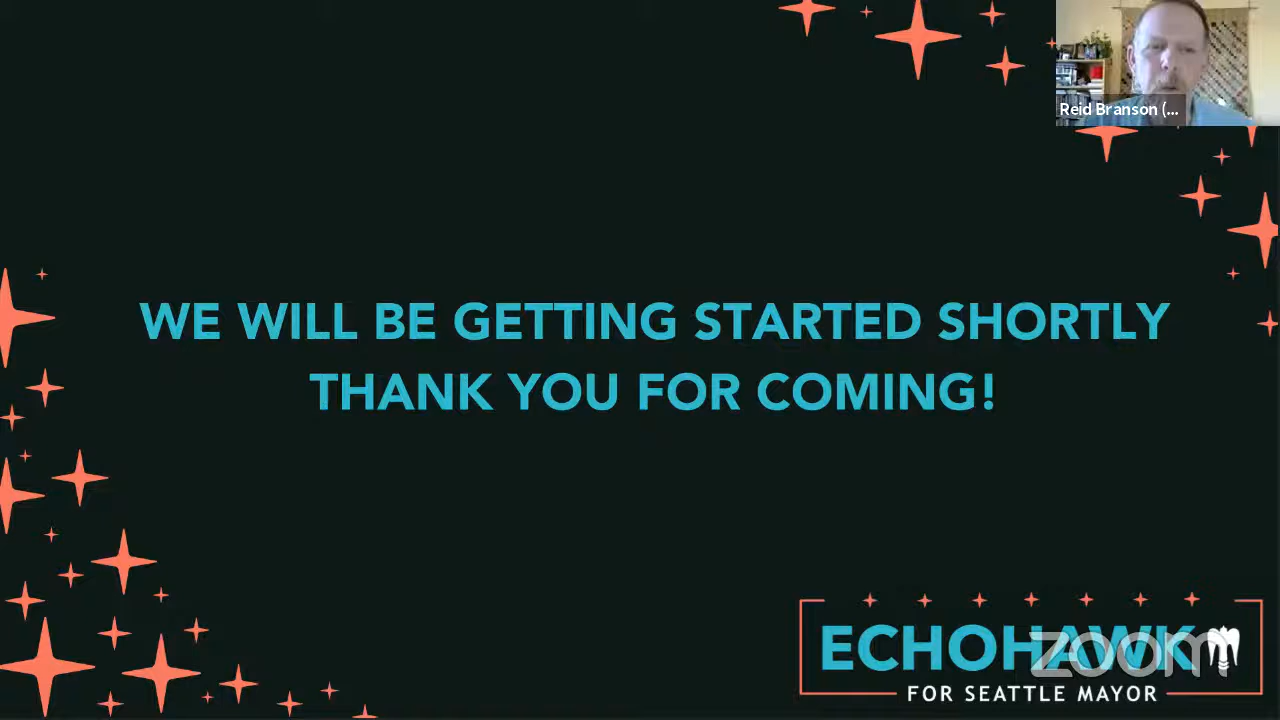 Reid Branson (...
WE WILL BE GETTING STARTED SHORTLY
THANK YOU FOR COMING!
ECHOHAWK
zoom
FOR SEATTLE MAYOR